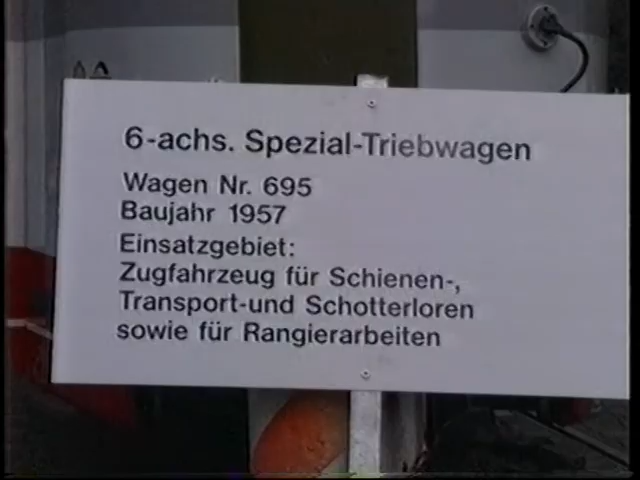 6-achs. Spezial-Triebwagen
Wagen Nr. 695
Baujahr 1957
Einsatzgebiet:
Zugfahrzeug für Schienen-,
Transport-und Schotterloren
sowie für Rangierarbeiten